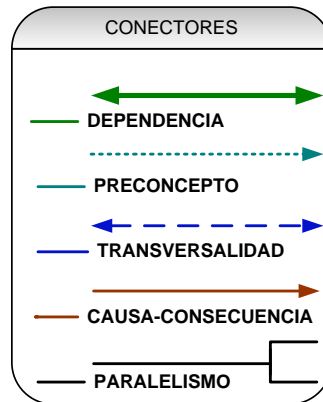 CONECTORES
DEPENDENCIA
PRECONCEPTO
TRANSVERSALIDAD
CAUSA-CONSECUENCIA
PARALELISMO